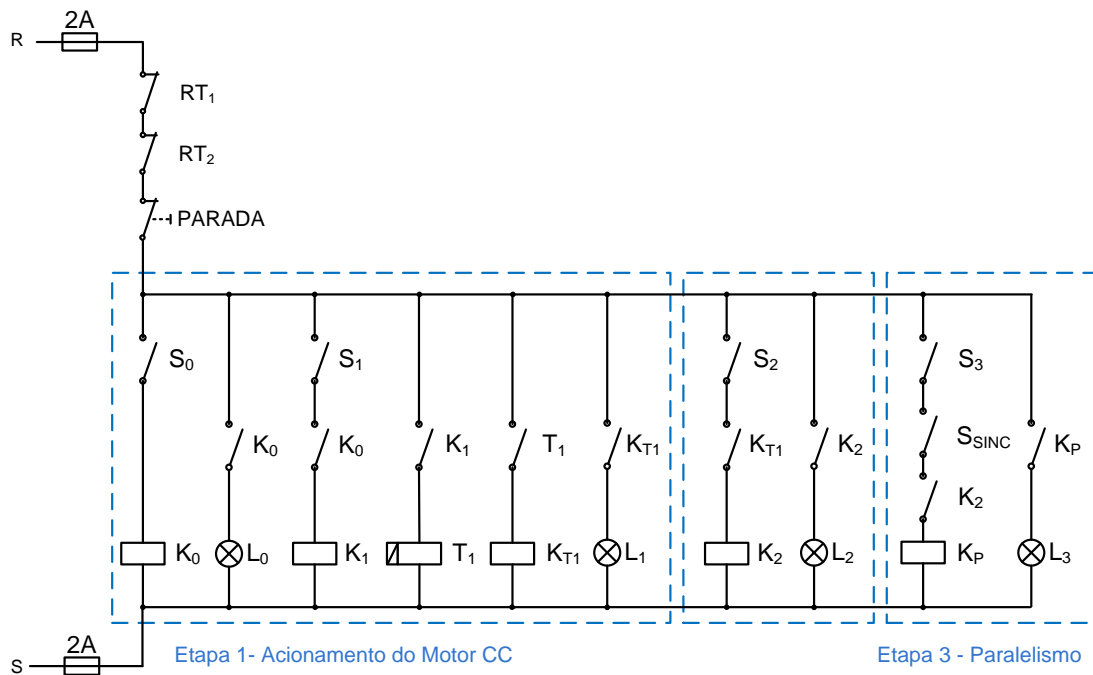 2A
R
RT1
RT2
PARADA
S0
S1
S2
S3
K0
K0
K1
T1
KT1
KT1
K2
SSINC
KP
K2
K0
L0
K1
T1
KT1
L1
K2
L2
KP
L3
2A
S
Etapa 1- Acionamento do Motor CC
Etapa 3 - Paralelismo